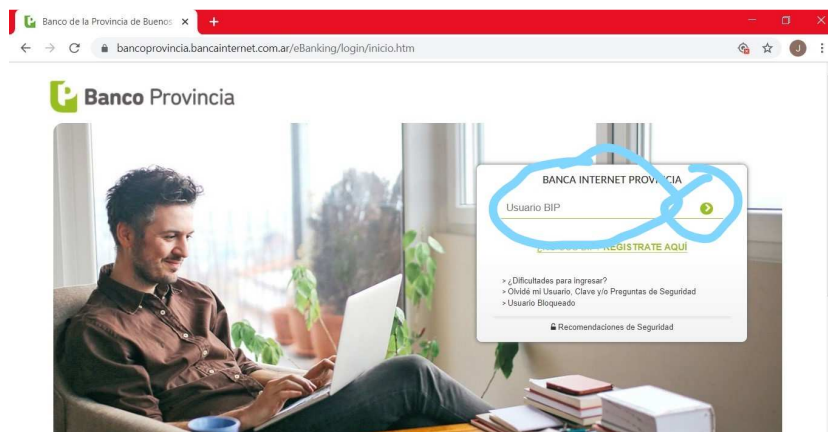 Banco de la Provincia de Buenos
bancoprovincia.bancainternet.com.ar/eBanking/login/inicio.htm
J
Banco Provincia
BANCA INTERNET PROVINCIA
Usuario BIP
REGISTRATE AQUÍ
> ¿Dificultades para ingresar?
> Olvidé mi Usuario, Clave y/o Preguntas de Seguridad
> Usuario Bloqueado
Recomendaciones de Seguridad